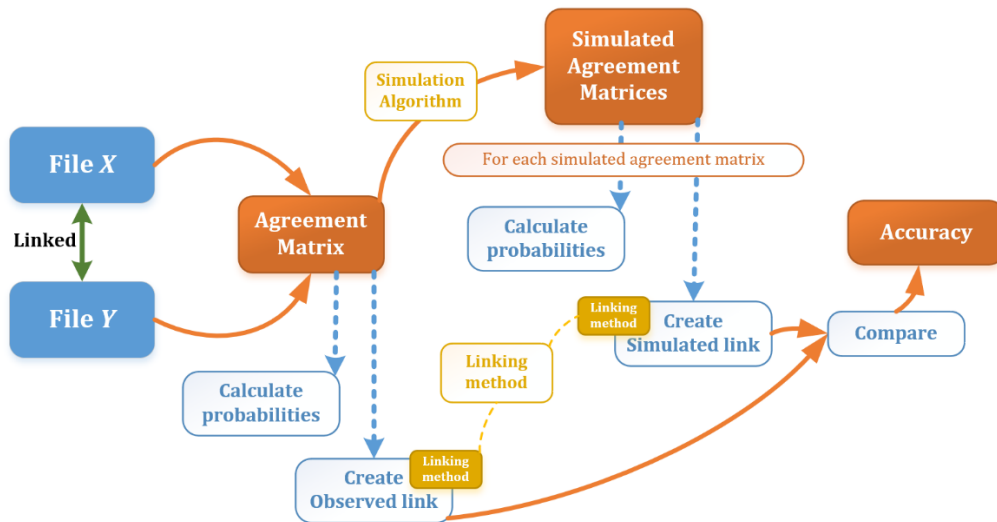 Simulated
Agreement
Matrices
Simulation
Algorithm
File X
For each simulated agreement matrix
Agreement
Matrix
Calculate
probabilities
Accuracy
Linked
File Y
Linking
method
Create
Simulated link
Compare
Linking
method
Calculate
probabilities
Linking
method
Create
Observed link